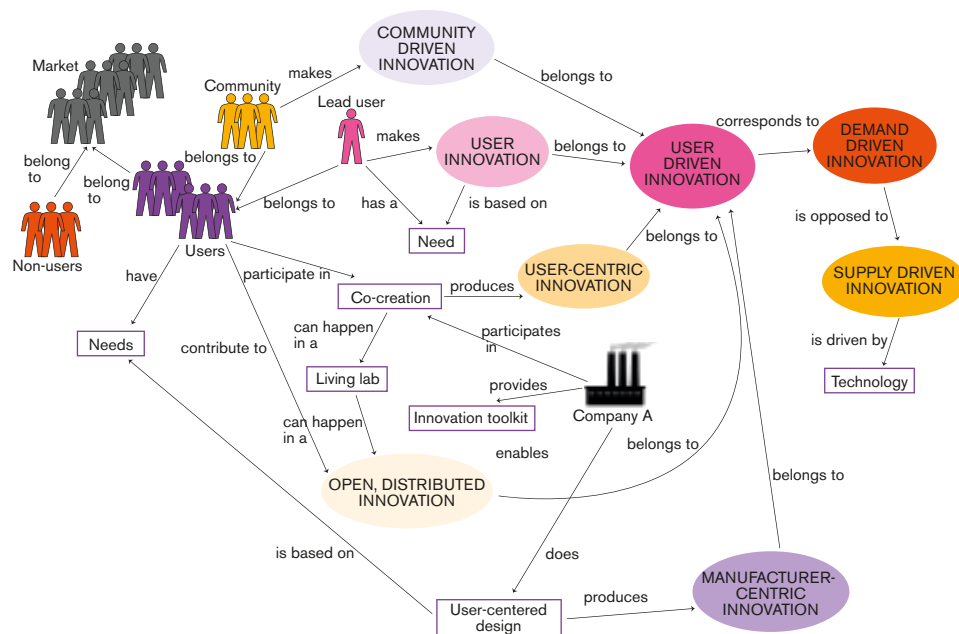 COMMUNITY
DRIVEN
INNOVATION
Market
makes
Community
belong
to
belong
to
belongs to
Non-users
Users
Lead user
makes
belongs to
has a
Need
is based on
USER
INNOVATION
belongs to
belongs to
USER
DRIVEN
INNOVATION
corresponds to
DEMAND
DRIVEN
INNOVATION
is opposed to
SUPPLY DRIVEN
INNOVATION
is driven by
Technology
have
Needs
participate in
Co-creation
produces
USER-CENTRIC
INNOVATION
belongs to
contribute to
can happen
in a
Living lab
can happen
in a
participates
in
provides
Innovation toolkit
Company A
enables
OPEN, DISTRIBUTED
INNOVATION
belongs to
belongs to
is based on
does
User-centered
design
produces
MANUFACTURER-
CENTRIC
INNOVATION